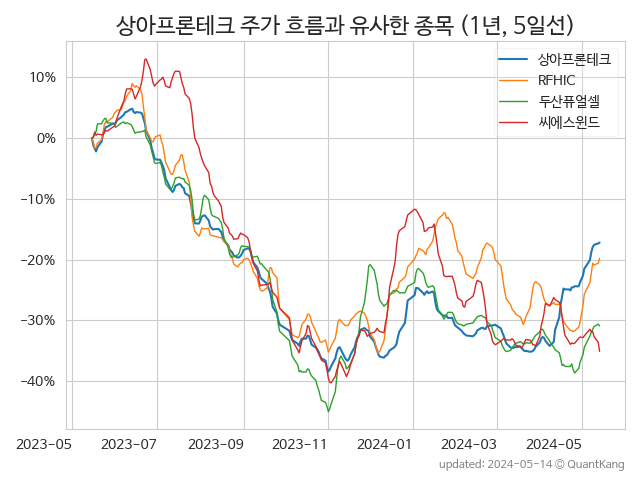 상아프론테크 주가 흐름과 유사한 종목 (1년, 5일선)
상아프론테크
RFHIC
두산퓨얼셀
씨에스윈드
10%
0%
−10%
−20%
−30%
−40%
2023-05 2023-07 2023-09 2023-11 2024-01 2024-03 2024-05
updated: 2024-05-14 © QuantKang